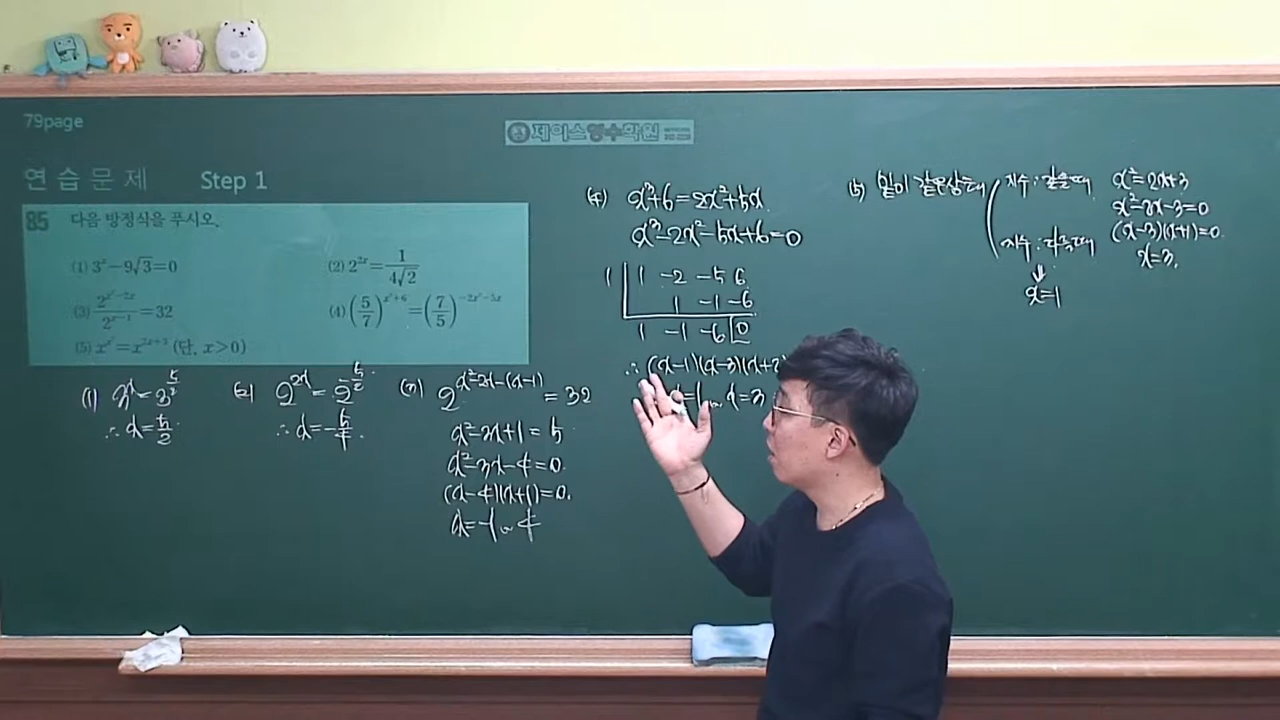 79page
제이스영수학원
연 습 문 제 Step 1
85 다음 방정식을 푸시오.
(1) 3^x − 9√3 = 0
(2) 2^{2x} = 1/(4√2)
(3) 2^{x²−2x} / 2^{x−1} = 32
(4) (5/7)^{x³+6} = (7/5)^{−2x²−5x}
(5) x^{x²} = x^{2x+3} (단, x>0)
(1) 3^x = 3^{5/2}
∴ x = 5/2
(2) 2^{2x} = 2^{−5/2}
∴ x = −5/4
(3) 2^{x²−2x−(x−1)} = 32
x²−3x+1 = 5
x²−3x−4=0.
(x−4)(x+1)=0.
x=−1 or 4
(4) x³+6=2x²+5x
x³−2x²−5x+6=0
1 | 1 −2 −5 6
1 −1 −6
1 −1 −6 0
∴ (x−1)(x−3)(x+2
=1 or x=3
(5) 밑이 같은상태
지수 : 같을때
x²=2x+3
x²−2x−3=0
(x−3)(x+1)=0.
x=3.
지수 : 다를때
x=1